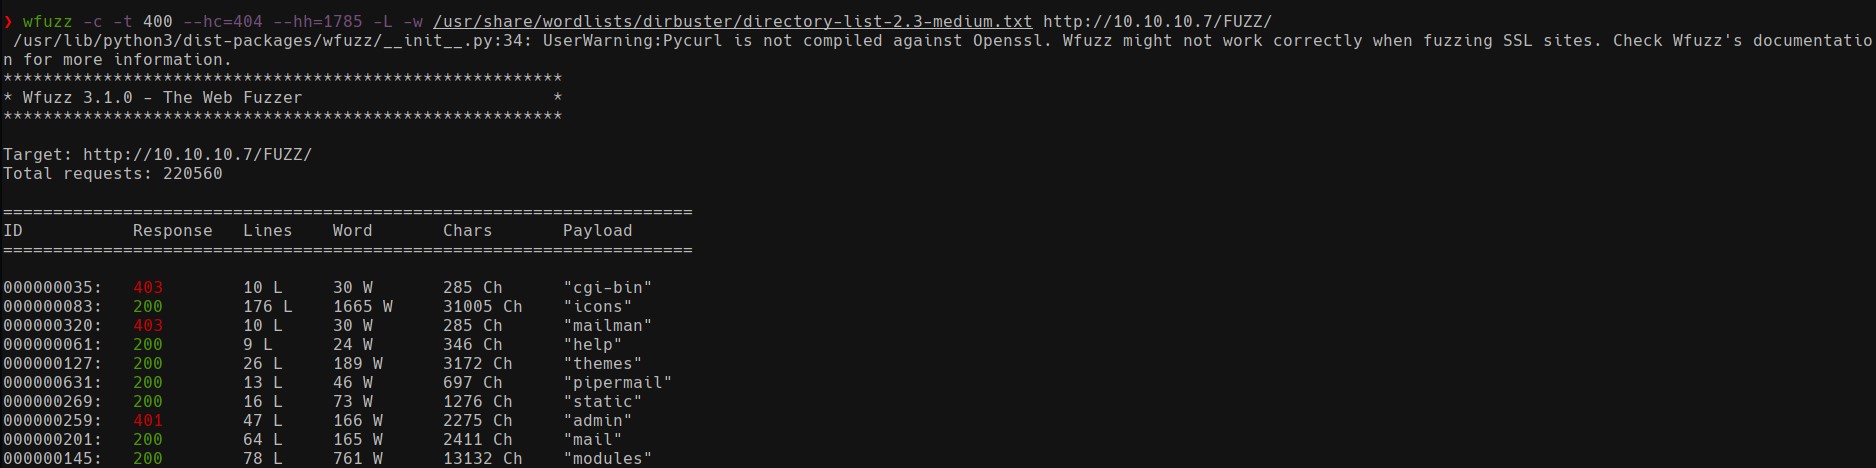 ❯ wfuzz -c -t 400 --hc=404 --hh=1785 -L -w /usr/share/wordlists/dirbuster/directory-list-2.3-medium.txt http://10.10.10.7/FUZZ/
/usr/lib/python3/dist-packages/wfuzz/__init__.py:34: UserWarning:Pycurl is not compiled against Openssl. Wfuzz might not work correctly when fuzzing SSL sites. Check Wfuzz's documentatio
n for more information.
********************************************************
* Wfuzz 3.1.0 - The Web Fuzzer                         *
********************************************************

Target: http://10.10.10.7/FUZZ/
Total requests: 220560

=====================================================================
ID           Response   Lines    Word       Chars       Payload
=====================================================================

000000035:   403        10 L     30 W       285 Ch      "cgi-bin"
000000083:   200        176 L    1665 W     31005 Ch    "icons"
000000320:   403        10 L     30 W       285 Ch      "mailman"
000000061:   200        9 L      24 W       346 Ch      "help"
000000127:   200        26 L     189 W      3172 Ch     "themes"
000000631:   200        13 L     46 W       697 Ch      "pipermail"
000000269:   200        16 L     73 W       1276 Ch     "static"
000000259:   401        47 L     166 W      2275 Ch     "admin"
000000201:   200        64 L     165 W      2411 Ch     "mail"
000000145:   200        78 L     761 W      13132 Ch    "modules"